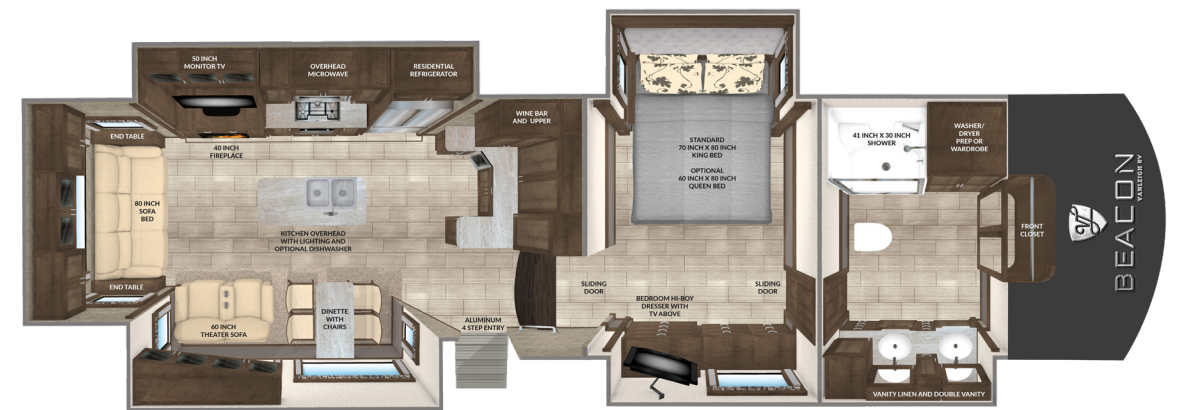 50 INCH
MONITOR TV
OVERHEAD
MICROWAVE
RESIDENTIAL
REFRIGERATOR
WINE BAR
AND UPPER
END TABLE
40 INCH
FIREPLACE
80 INCH
SOFA
BED
KITCHEN OVERHEAD
WITH LIGHTING AND
OPTIONAL DISHWASHER
END TABLE
60 INCH
THEATER SOFA
DINETTE
WITH
CHAIRS
ALUMINUM
4 STEP ENTRY
STANDARD
70 INCH X 80 INCH
KING BED
OPTIONAL
60 INCH X 80 INCH
QUEEN BED
SLIDING
DOOR
SLIDING
DOOR
BEDROOM HI-BOY
DRESSER WITH
TV ABOVE
41 INCH X 30 INCH
SHOWER
WASHER/
DRYER
PREP OR
WARDROBE
FRONT
CLOSET
VANITY LINEN AND DOUBLE VANITY
BEACON
VANLEIGH RV